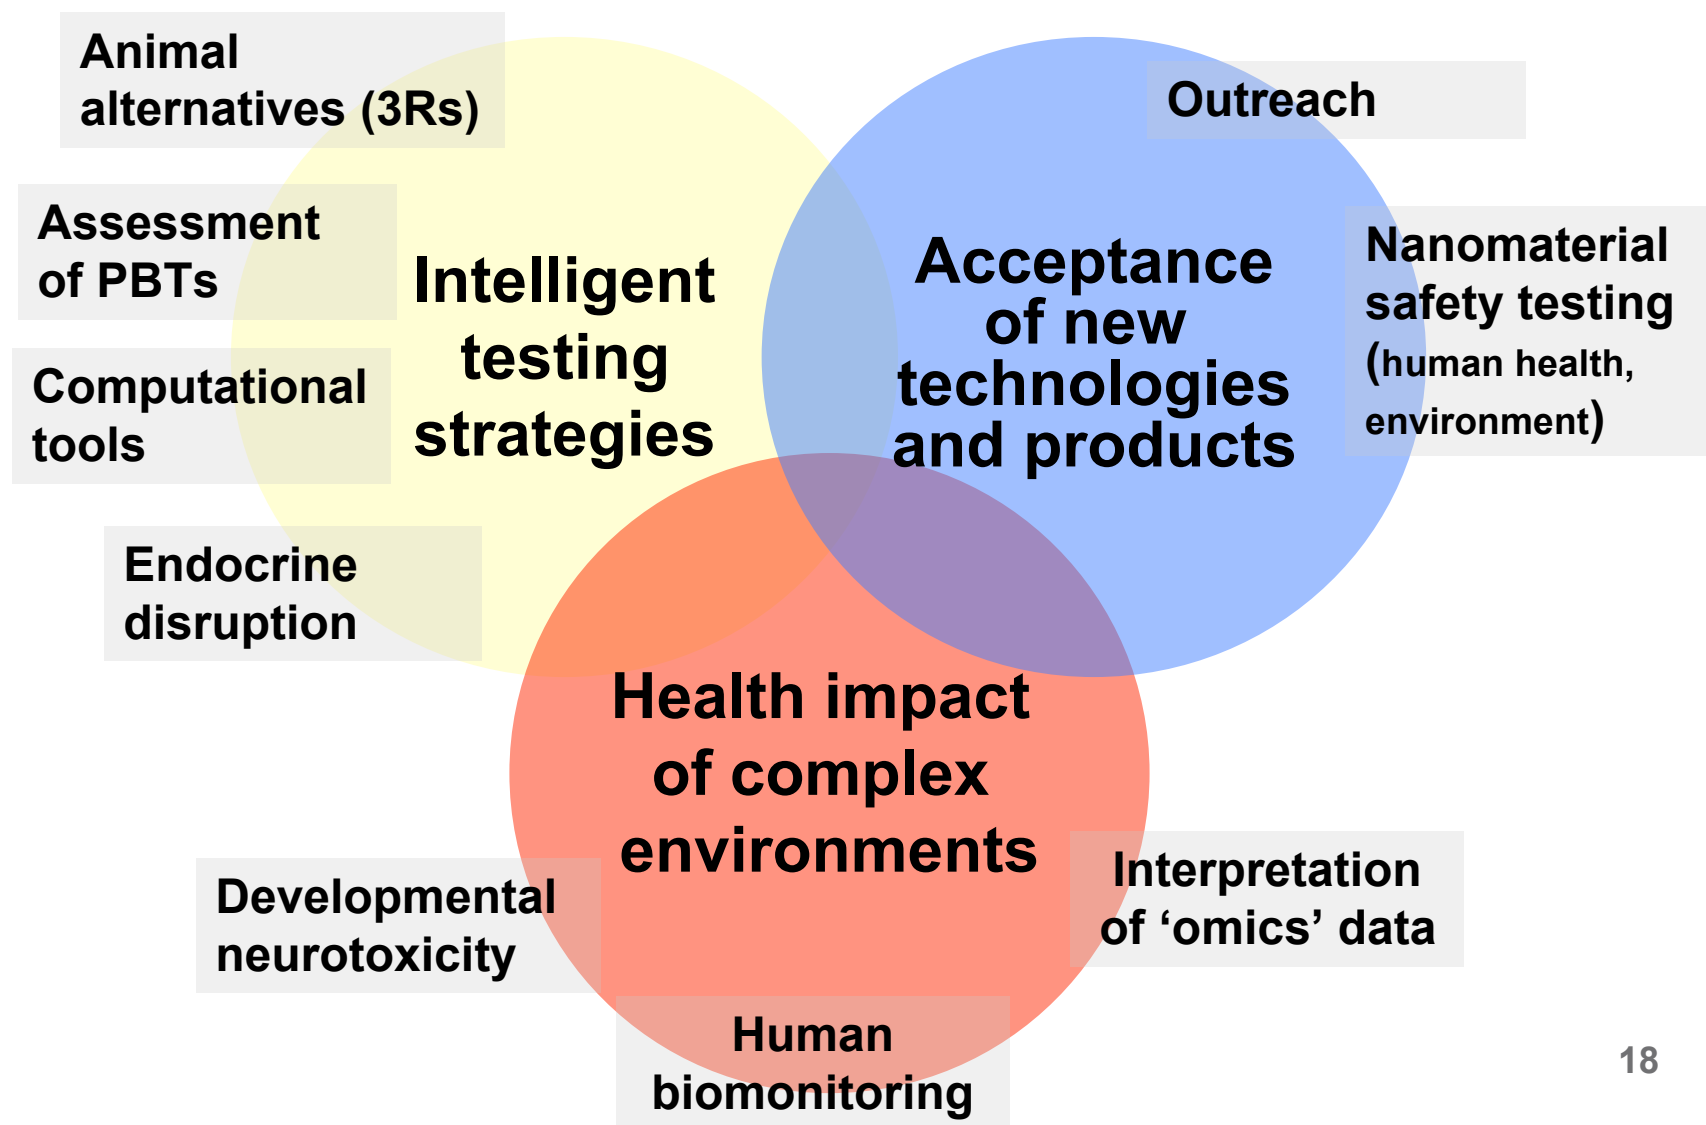 Animal
alternatives (3Rs)
Outreach
Assessment
of PBTs
Intelligent
testing
strategies
Acceptance
of new
technologies
and products
Nanomaterial
safety testing
(human health,
environment)
Computational
tools
Endocrine
disruption
Health impact
of complex
environments
Developmental
neurotoxicity
Interpretation
of ‘omics’ data
Human
biomonitoring
18